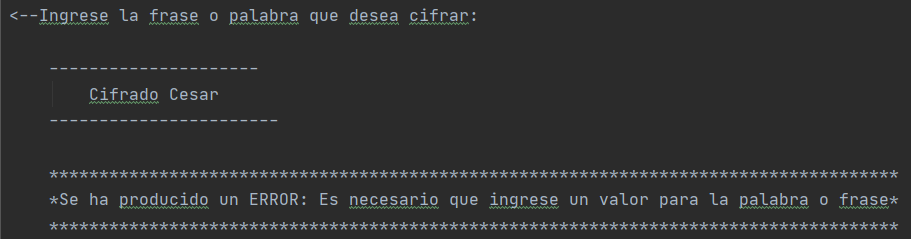 <--Ingrese la frase o palabra que desea cifrar:
---------------------
Cifrado Cesar
-----------------------
*************************************************************************************
*Se ha producido un ERROR: Es necesario que ingrese un valor para la palabra o frase*
*************************************************************************************